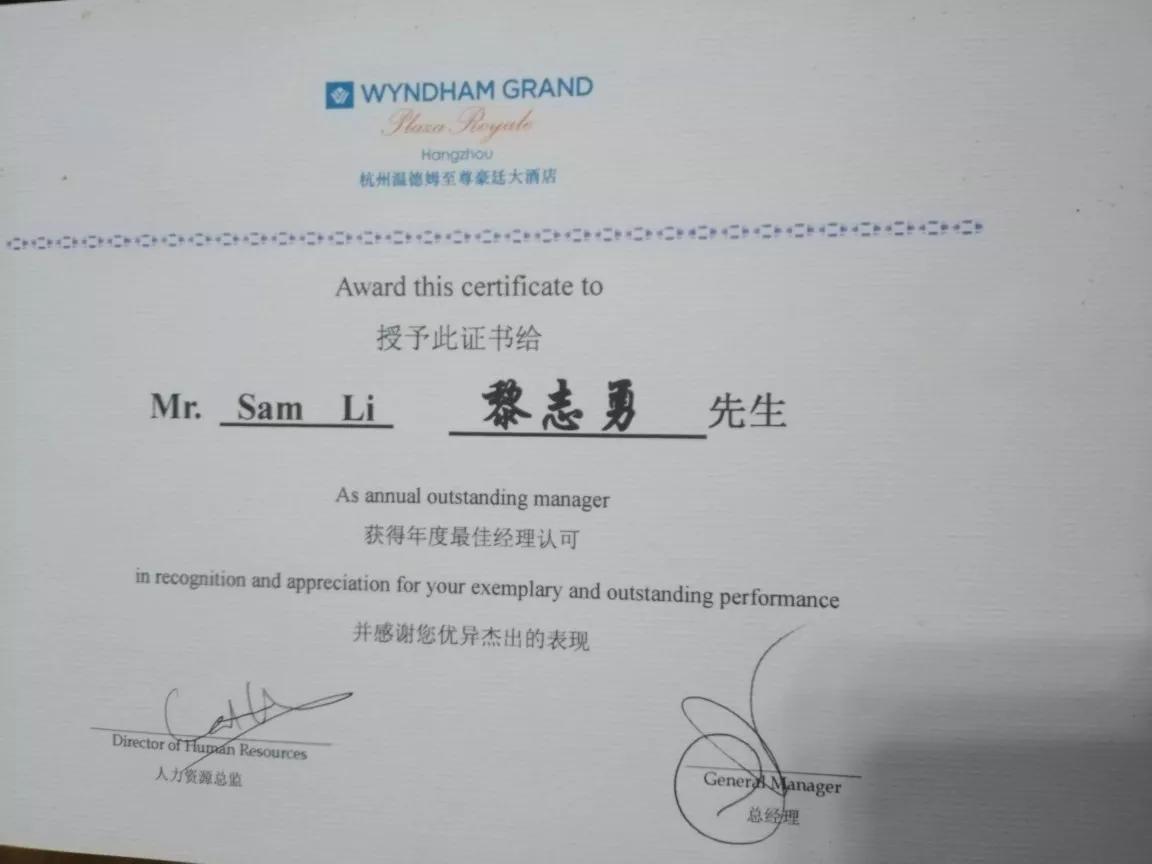 WYNDHAM GRAND
Plaza Royale
Hangzhou
杭州温德姆至尊豪廷大酒店
Award this certificate to
授予此证书给
Mr. Sam Li 黎志勇 先生
As annual outstanding manager
获得年度最佳经理认可
in recognition and appreciation for your exemplary and outstanding performance
并感谢您优异杰出的表现
Director of Human Resources
人力资源总监
General Manager
总经理